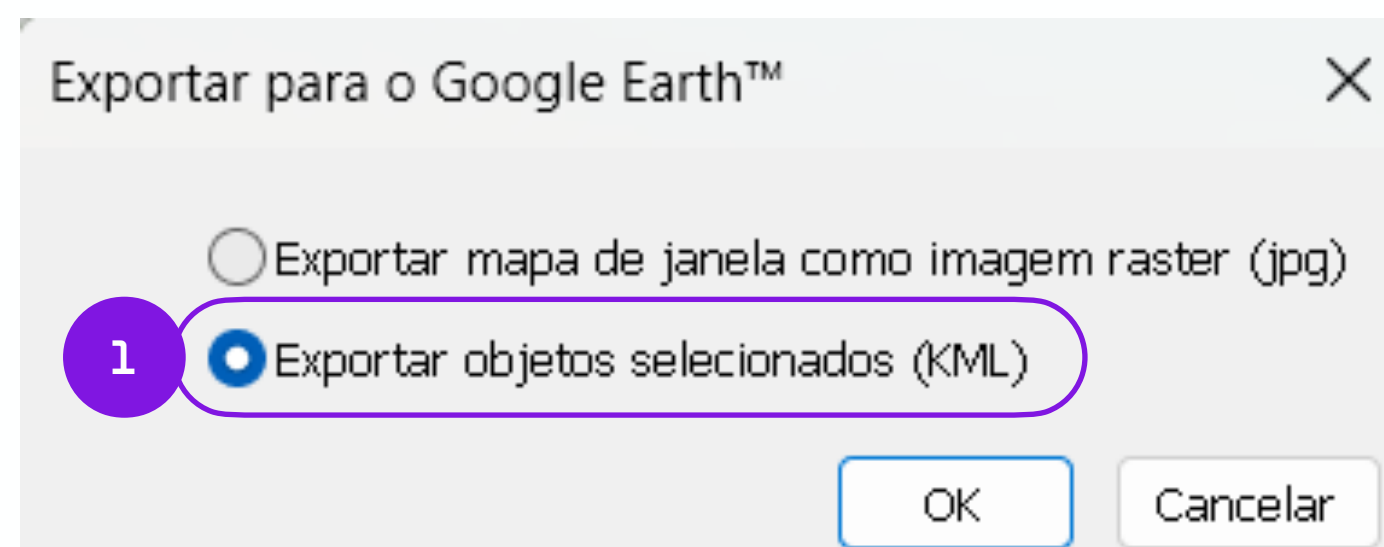 Exportar para o Google Earth™
Exportar mapa de janela como imagem raster (jpg)
1 Exportar objetos selecionados (KML)
OK Cancelar